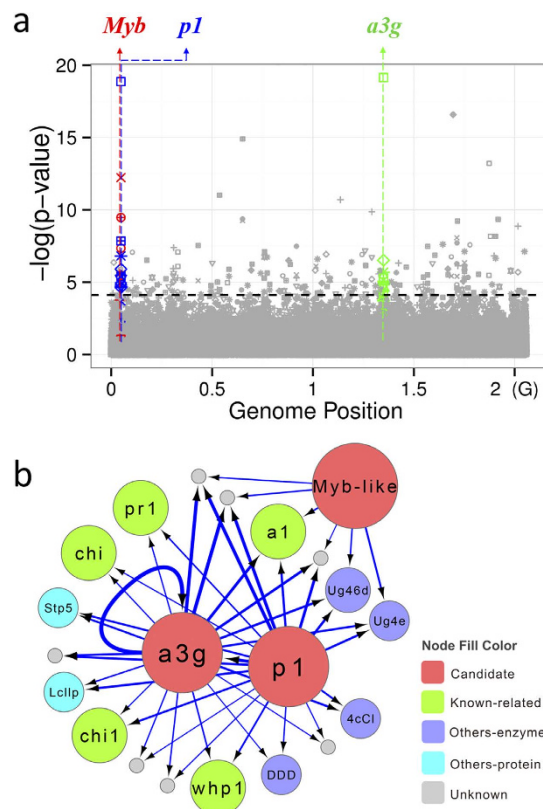 a
Myb p1 a3g
20
15
10
5
0
−log(p−value)
0 0.5 1 1.5 2 (G)
Genome Position
b
Myb-like
pr1
a1
chi
Ug46d
Stp5
Ug4e
a3g
p1
Node Fill Color
Candidate
Lcllp
Known-related
4cCl
chi1
Others-enzyme
DDD
whp1
Others-protein
Unknown